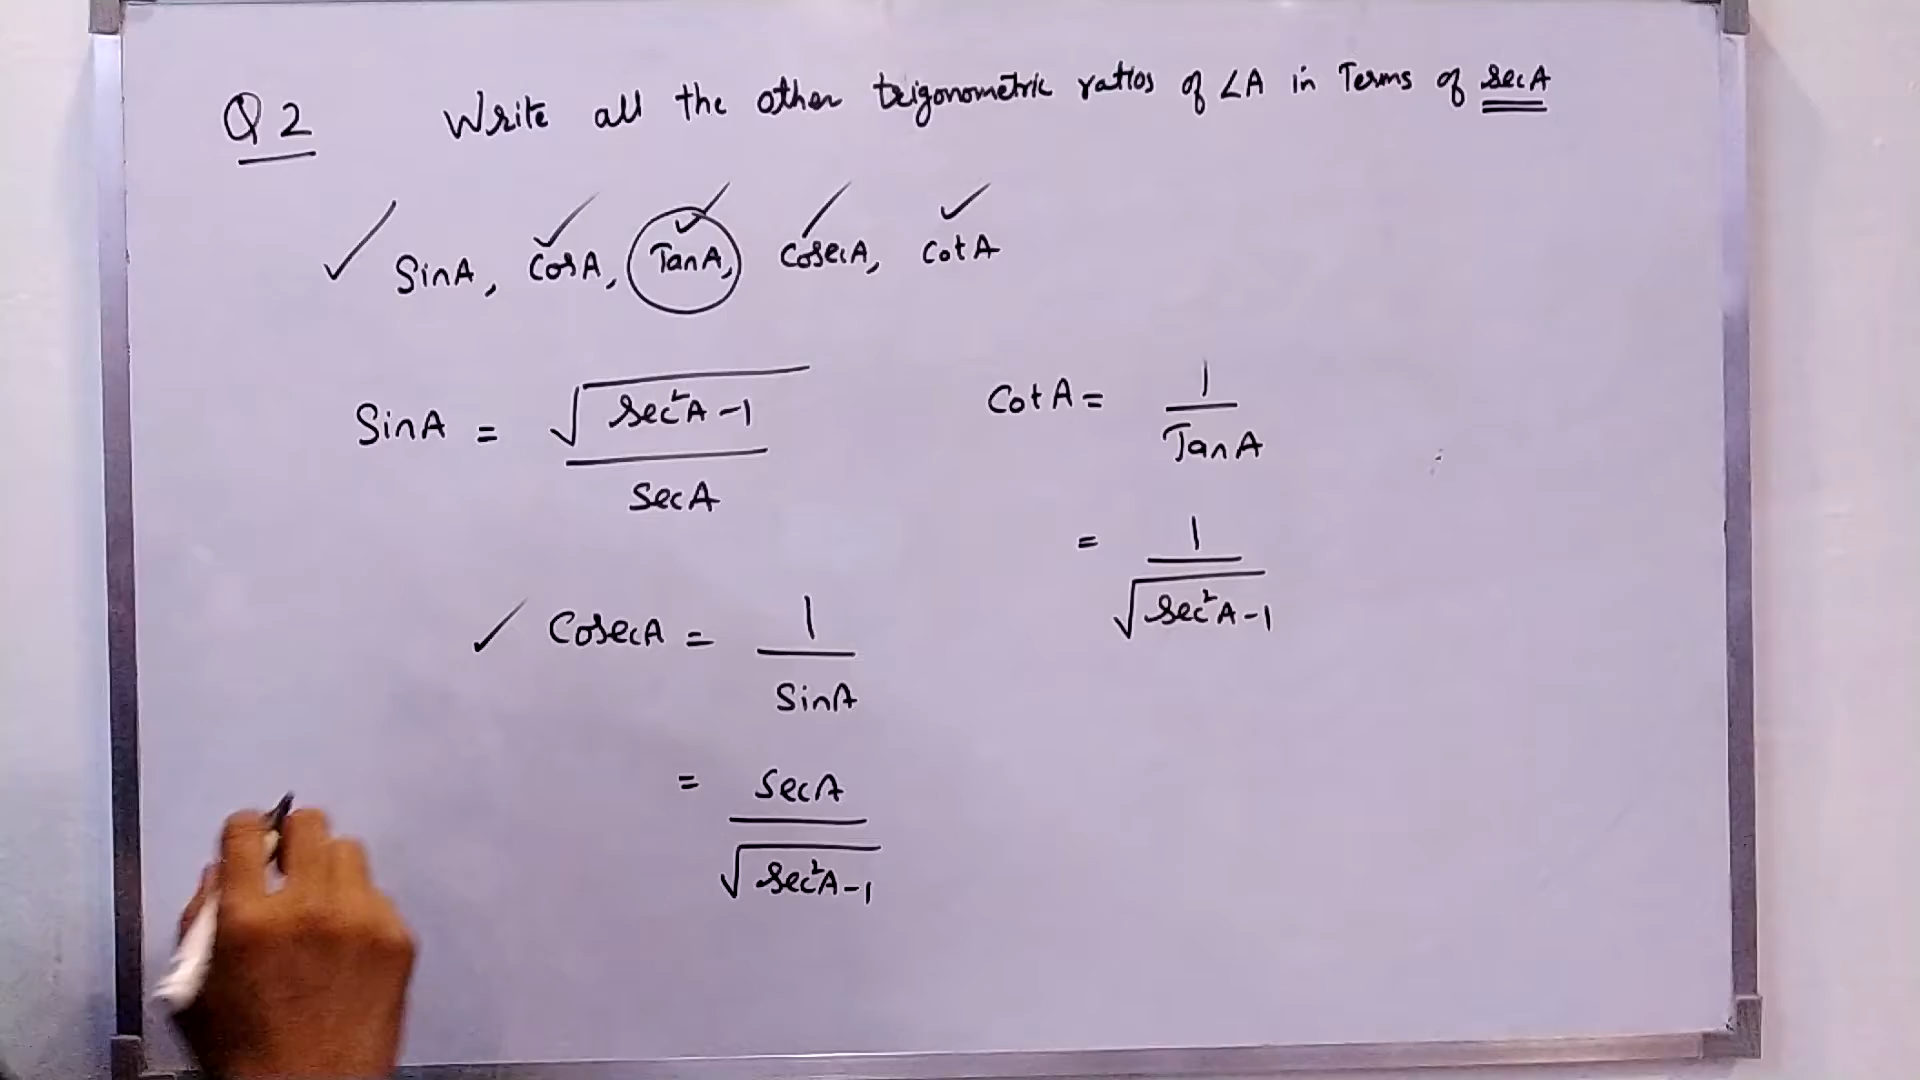 Q2 Write all the other trigonometric ratios of ∠A in Terms of secA
✓ SinA, CosA, TanA, CosecA, CotA
SinA = √(sec²A-1) / secA
✓ CosecA = 1 / SinA
= secA / √(sec²A-1)
CotA = 1 / TanA
= 1 / √(sec²A-1)